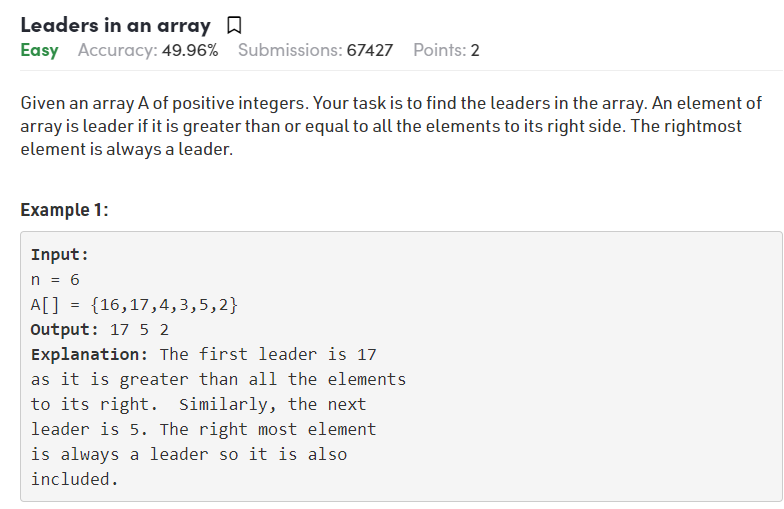 Leaders in an array
Easy Accuracy: 49.96% Submissions: 67427 Points: 2
Given an array A of positive integers. Your task is to find the leaders in the array. An element of
array is leader if it is greater than or equal to all the elements to its right side. The rightmost
element is always a leader.
Example 1:
Input:
n = 6
A[] = {16,17,4,3,5,2}
Output: 17 5 2
Explanation: The first leader is 17
as it is greater than all the elements
to its right.  Similarly, the next
leader is 5. The right most element
is always a leader so it is also
included.